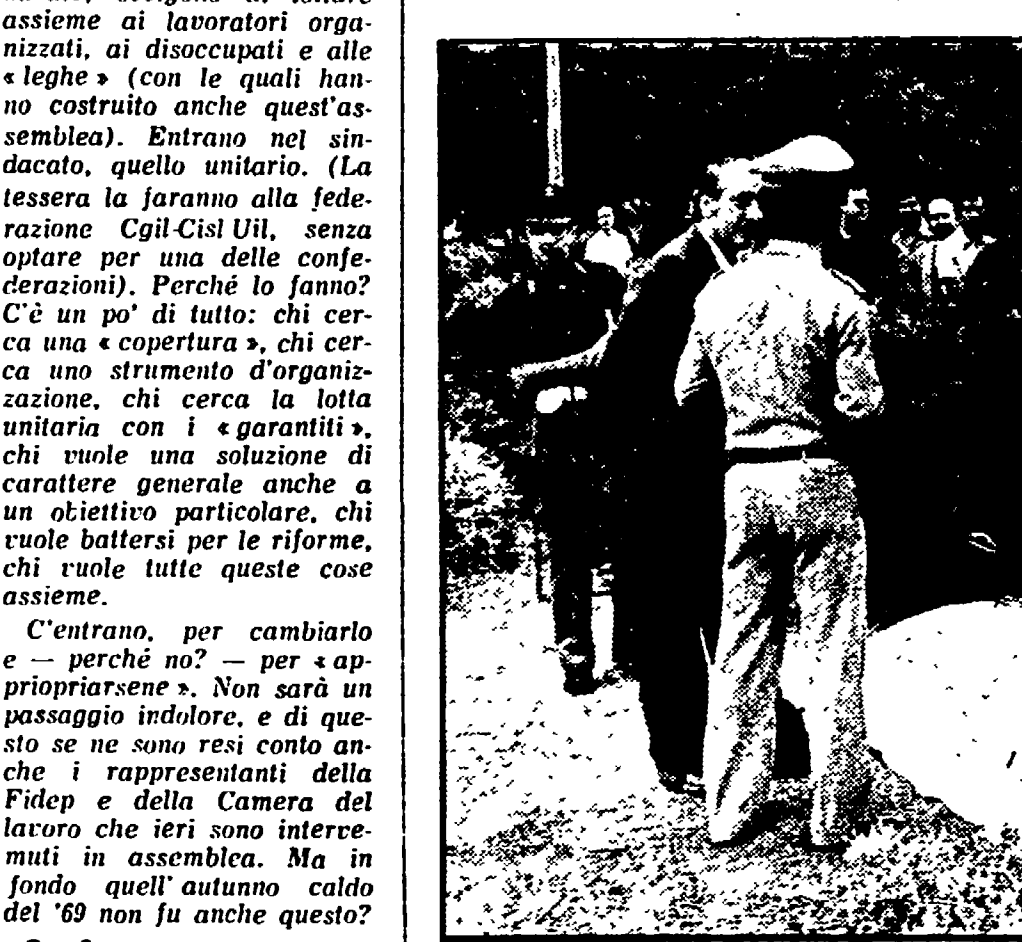 assieme ai lavoratori orga-
nizzati, ai disoccupati e alle
« leghe » (con le quali han-
no costruito anche quest'as-
semblea). Entrano nel sin-
dacato, quello unitario. (La
tessera la faranno alla fede-
razione Cgil-Cisl Uil, senza
optare per una delle confe-
derazioni). Perché lo fanno?
C'è un po' di tutto: chi cer-
ca una « copertura », chi cer-
ca uno strumento d'organiz-
zazione, chi cerca la lotta
unitaria con i « garantiti »,
chi vuole una soluzione di
carattere generale anche a
un obiettivo particolare, chi
vuole battersi per le riforme,
chi vuole tutte queste cose
assieme.
C'entrano, per cambiarlo
e — perché no? — per « ap-
priopriarsene ». Non sarà un
passaggio indolore, e di que-
sto se ne sono resi conto an-
che i rappresentanti della
Fidep e della Camera del
lavoro che ieri sono interve-
muti in assemblea. Ma in
fondo quell' autunno caldo
del '69 non fu anche questo?